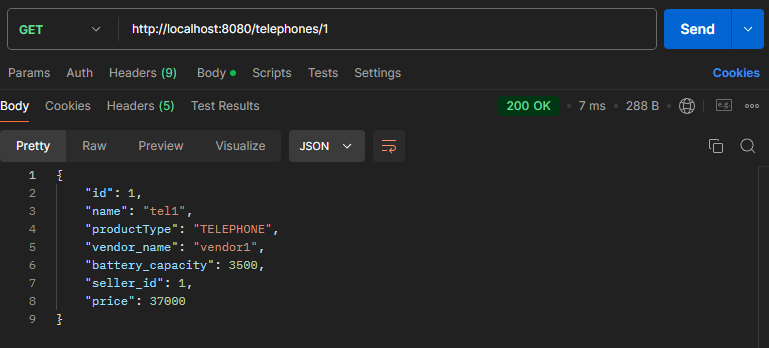 GET http://localhost:8080/telephones/1 Send
Params Auth Headers (9) Body Scripts Tests Settings Cookies
Body Cookies Headers (5) Test Results 200 OK 7 ms 288 B e.g.
Pretty Raw Preview Visualize JSON
1 {
2 "id": 1,
3 "name": "tel1",
4 "productType": "TELEPHONE",
5 "vendor_name": "vendor1",
6 "battery_capacity": 3500,
7 "seller_id": 1,
8 "price": 37000
9 }